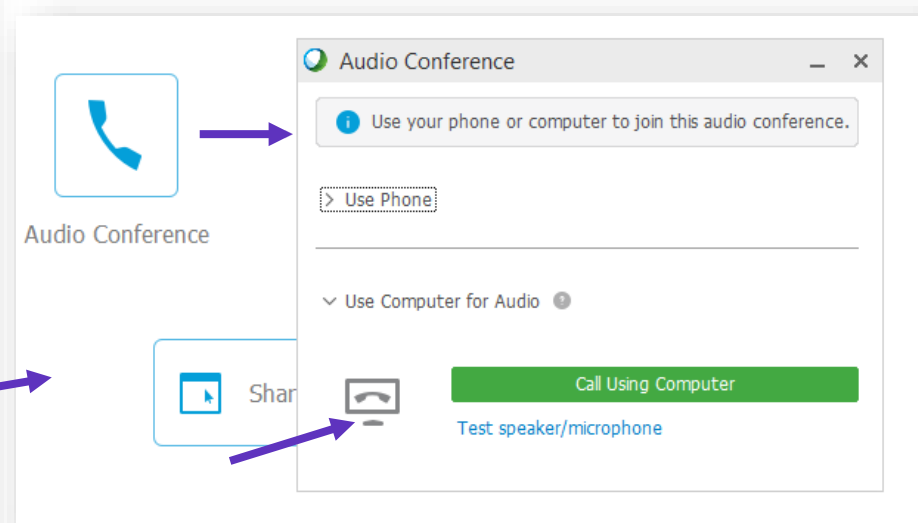 Audio Conference
Use your phone or computer to join this audio conference.
> Use Phone
Audio Conference
Use Computer for Audio ?
Shar
Call Using Computer
Test speaker/microphone